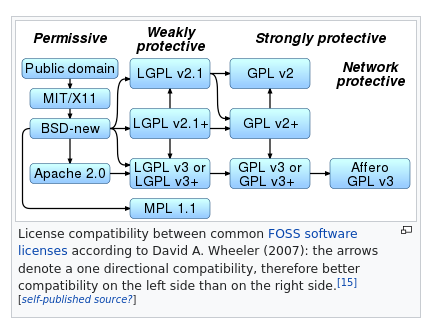 Permissive
Weakly
protective
Strongly protective
Network
protective
Public domain
MIT/X11
BSD-new
Apache 2.0
LGPL v2.1
LGPL v2.1+
LGPL v3 or
LGPL v3+
MPL 1.1
GPL v2
GPL v2+
GPL v3 or
GPL v3+
Affero
GPL v3
License compatibility between common FOSS software
licenses according to David A. Wheeler (2007): the arrows
denote a one directional compatibility, therefore better
compatibility on the left side than on the right side.[15]
[self-published source?]